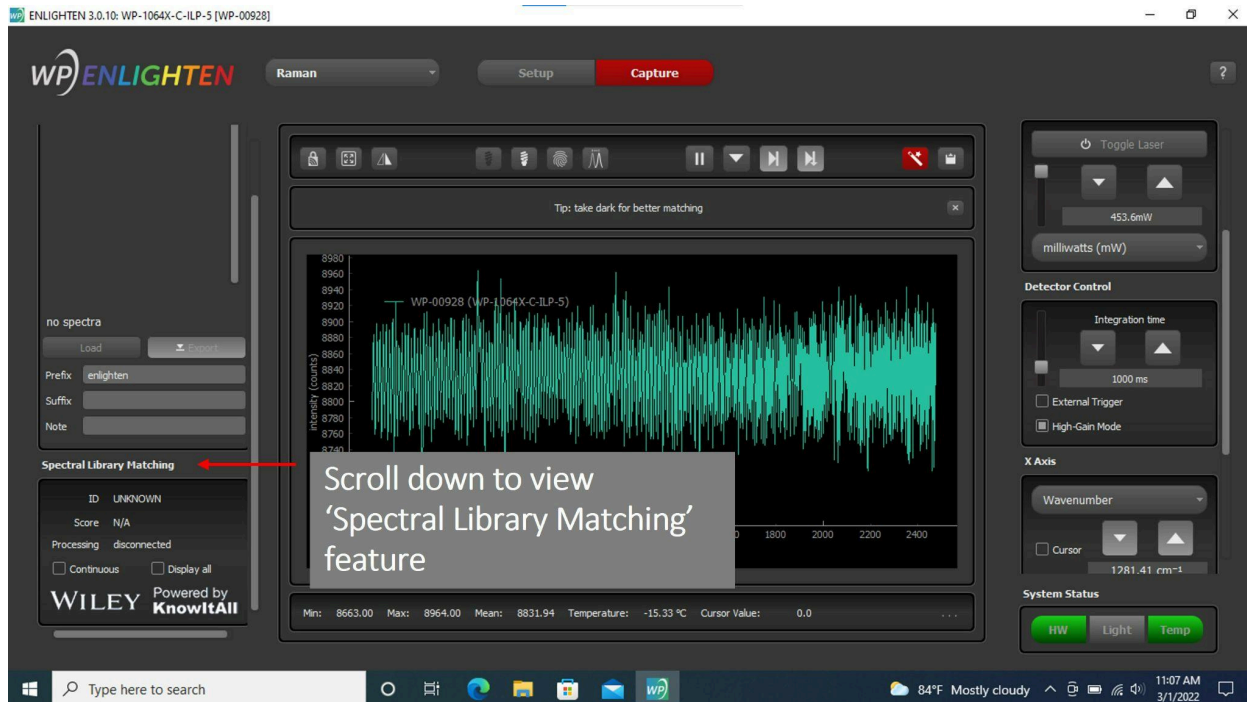 ENLIGHTEN 3.0.10: WP-1064X-C-ILP-5 [WP-00928]
WP ENLIGHTEN
Raman
Setup
Capture
?
no spectra
Load
Export
Prefix enlighten
Suffix
Note
Spectral Library Matching
ID UNKNOWN
Score N/A
Processing disconnected
Continuous Display all
WILEY Powered by
KnowItAll
Tip: take dark for better matching
8980
8960
8940
8920
8900
8880
8860
8840
8820
8800
8780
8760
8740
intensity (counts)
WP-00928 (WP-1064X-C-ILP-5)
Scroll down to view
‘Spectral Library Matching’
feature
1800 2000 2200 2400
Min: 8663.00 Max: 8964.00 Mean: 8831.94 Temperature: -15.33 ℃ Cursor Value: 0.0 ...
Toggle Laser
453.6mW
milliwatts (mW)
Detector Control
Integration time
1000 ms
External Trigger
High-Gain Mode
X Axis
Wavenumber
Cursor
1281.41 cm⁻¹
System Status
HW Light Temp
Type here to search
WP
84°F Mostly cloudy
11:07 AM
3/1/2022